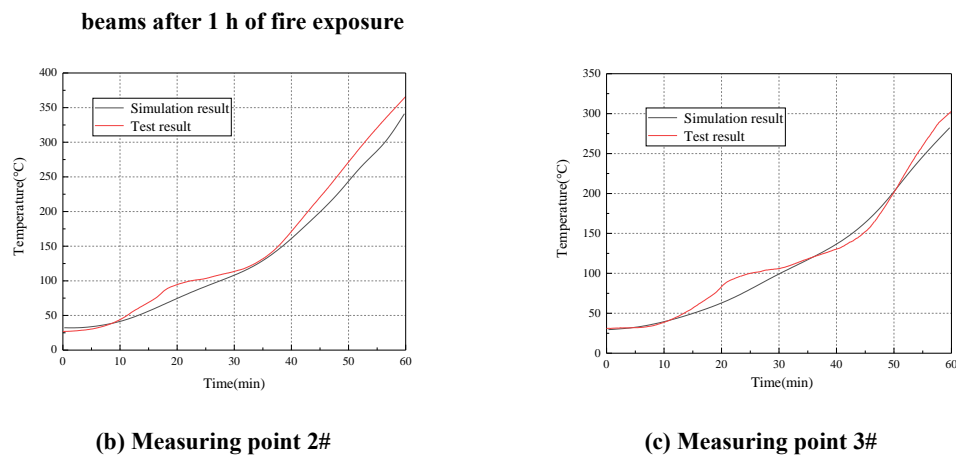 beams after 1 h of fire exposure
400
350
300
250
200
150
100
50
0
Temperature(°C)
Simulation result
Test result
0 10 20 30 40 50 60
Time(min)
(b) Measuring point 2#
350
300
250
200
150
100
50
0
Temperature(°C)
Simulation result
Test result
0 10 20 30 40 50 60
Time(min)
(c) Measuring point 3#